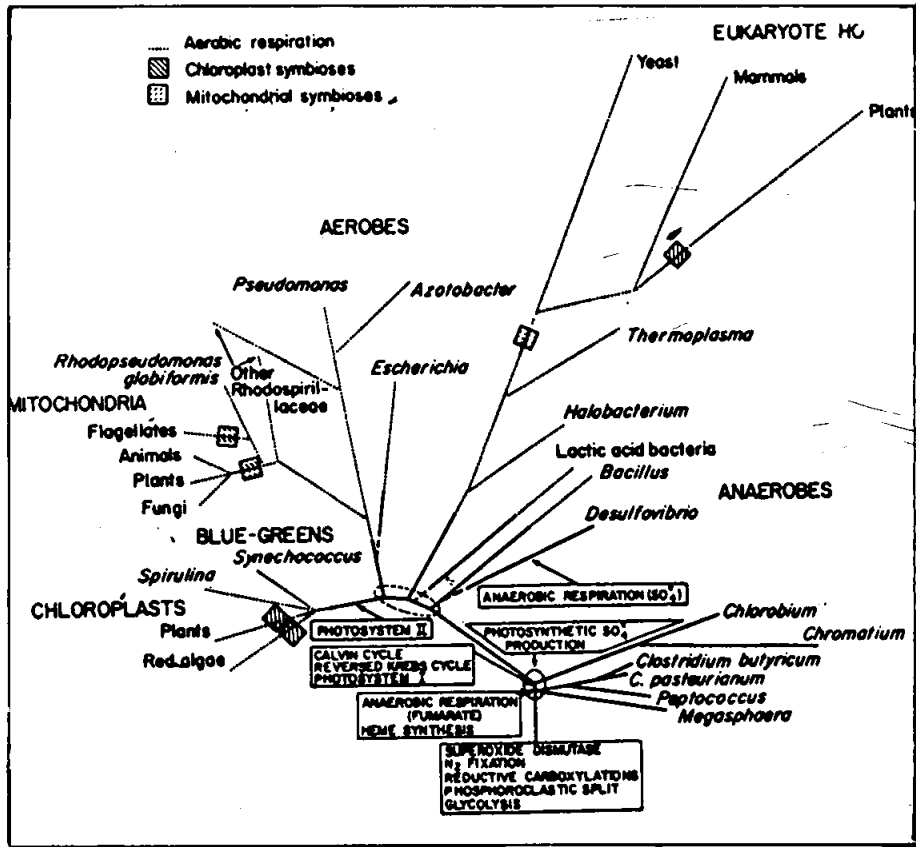 Aerobic respiration
Chloroplast symbioses
Mitochondrial symbioses
EUKARYOTE HO
Yeast
Mammals
Plants
AEROBES
Pseudomonas
Azotobacter
Rhodopseudomonas
globiformis
Other
Rhodospiril-
laceae
Escherichia
Thermoplasma
MITOCHONDRIA
Flagellates
Animals
Plants
Fungi
Halobacterium
Lactic acid bacteria
Bacillus
ANAEROBES
Desulfovibrio
BLUE-GREENS
Synechococcus
Spirulina
CHLOROPLASTS
Plants
Red algae
ANAEROBIC RESPIRATION (SO₄⁼)
PHOTOSYSTEM II
PHOTOSYNTHETIC SO₄⁼
PRODUCTION
Chlorobium
Chromatium
CALVIN CYCLE
REVERSED KREBS CYCLE
PHOTOSYSTEM I
Clostridium butyricum
C. pasteurianum
Peptococcus
Megasphaera
ANAEROBIC RESPIRATION
(FUMARATE)
HEME SYNTHESIS
SUPEROXIDE DISMUTASE
N₂ FIXATION
REDUCTIVE CARBOXYLATIONS
PHOSPHOROCLASTIC SPLIT
GLYCOLYSIS